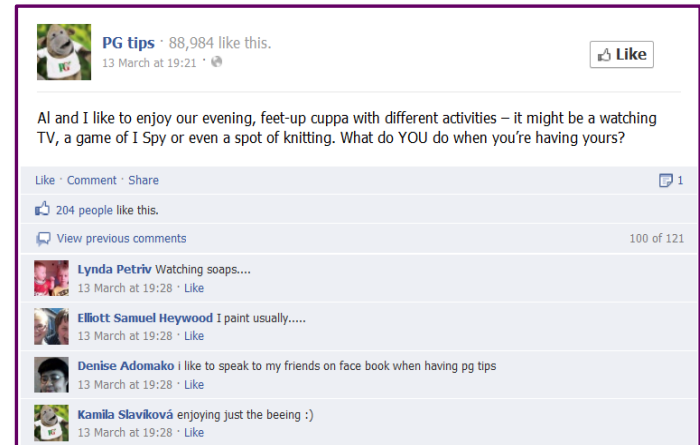 PG tips · 88,984 like this.
13 March at 19:21 ·
Like
Al and I like to enjoy our evening, feet-up cuppa with different activities – it might be a watching
TV, a game of I Spy or even a spot of knitting. What do YOU do when you're having yours?
Like · Comment · Share 1
204 people like this.
View previous comments 100 of 121
Lynda Petriv Watching soaps....
13 March at 19:28 · Like
Elliott Samuel Heywood I paint usually.....
13 March at 19:28 · Like
Denise Adomako i like to speak to my friends on face book when having pg tips
13 March at 19:28 · Like
Kamila Slavíková enjoying just the beeing :)
13 March at 19:28 · Like